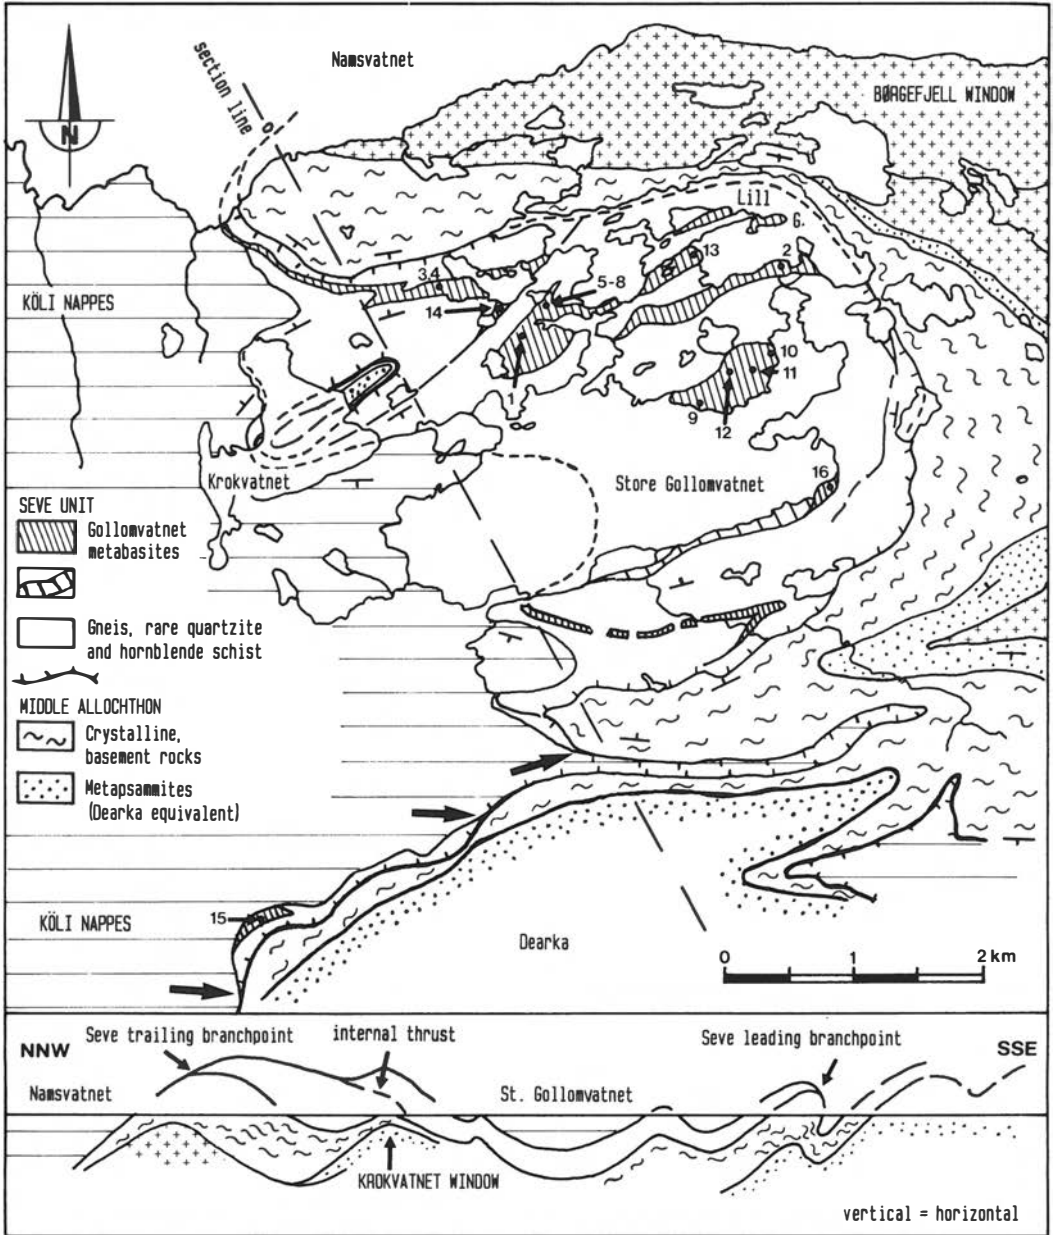 Namsvatnet
section line
BØRGEFJELL WINDOW
N
0
Lill
G.
13
2
3,4
5-8
KÖLI NAPPES
14
10
11
1
9
12
Krokvatnet
Store Gollomvatnet
16
SEVE UNIT
Gollomvatnet
metabasites
Gneis, rare quartzite
and hornblende schist
MIDDLE ALLOCHTHON
Crystalline,
basement rocks
Metapsammites
(Dearka equivalent)
15
KÖLI NAPPES
Dearka
0 1 2 km
NNW
Seve trailing branchpoint
internal thrust
Seve leading branchpoint
SSE
Namsvatnet
St. Gollomvatnet
KROKVATNET WINDOW
vertical = horizontal